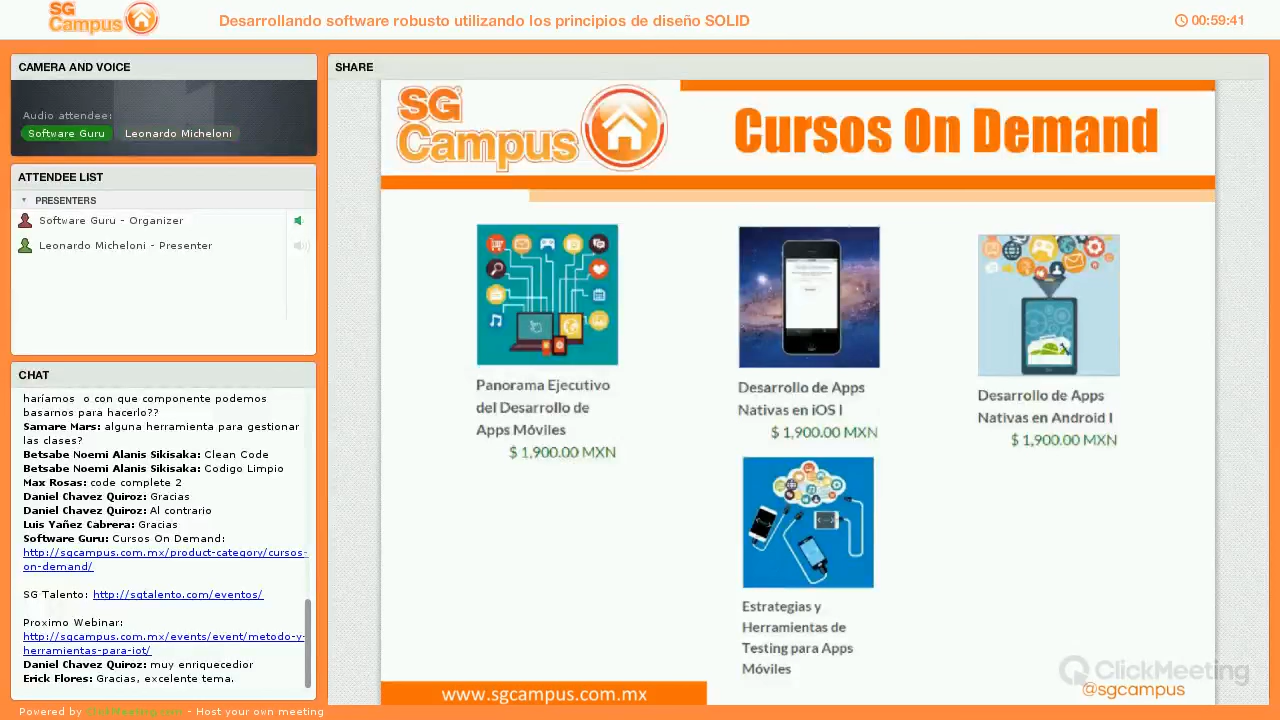 SG
Campus
Desarrollando software robusto utilizando los principios de diseño SOLID
00:59:41
CAMERA AND VOICE
Audio attendee:
Software Guru
Leonardo Micheloni
ATTENDEE LIST
PRESENTERS
Software Guru - Organizer
Leonardo Micheloni - Presenter
CHAT
haríamos o con que componente podemos
basarnos para hacerlo??
Samare Mars: alguna herramienta para gestionar
las clases?
Betsabe Noemi Alanis Sikisaka: Clean Code
Betsabe Noemi Alanis Sikisaka: Codigo Limpio
Max Rosas: code complete 2
Daniel Chavez Quiroz: Gracias
Daniel Chavez Quiroz: Al contrario
Luis Yañez Cabrera: Gracias
Software Guru: Cursos On Demand:
http://sgcampus.com.mx/product-category/cursos-
on-demand/
SG Talento: http://sgtalento.com/eventos/
Proximo Webinar:
http://sgcampus.com.mx/events/event/metodo-y-
herramientas-para-iot/
Daniel Chavez Quiroz: muy enriquecedior
Erick Flores: Gracias, excelente tema.
Powered by ClickMeeting.com - Host your own meeting
SHARE
SG
Campus
Cursos On Demand
Panorama Ejecutivo
del Desarrollo de
Apps Móviles
$ 1,900.00 MXN
Desarrollo de Apps
Nativas en iOS I
$ 1,900.00 MXN
Desarrollo de Apps
Nativas en Android I
$ 1,900.00 MXN
Estrategias y
Herramientas de
Testing para Apps
Móviles
www.sgcampus.com.mx
ClickMeeting
@sgcampus